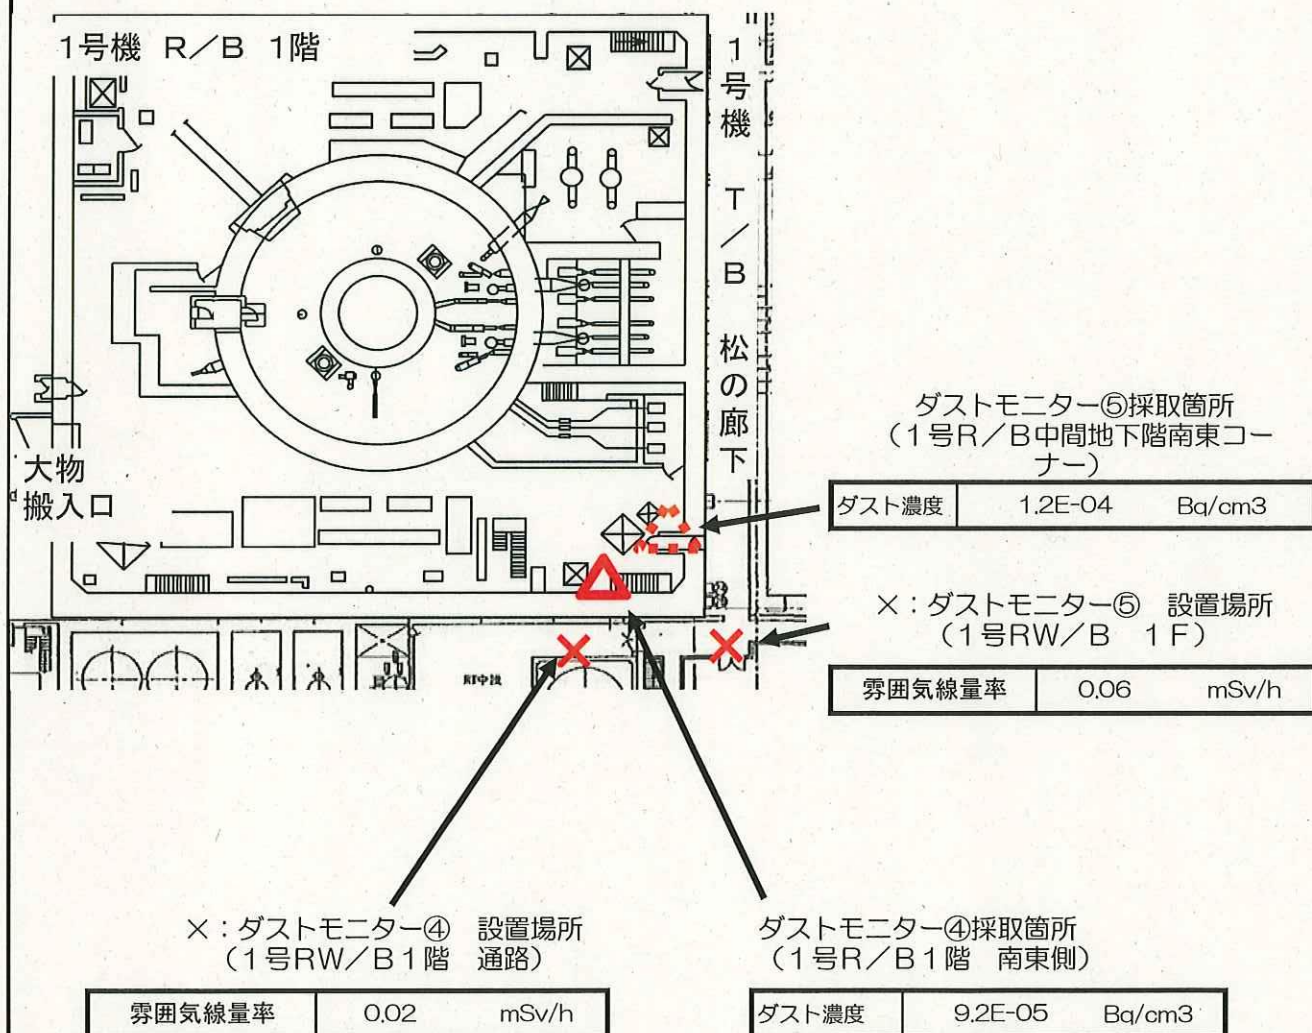 1号機 R/B 1階
1号機 T/B 松の廊下
大物
搬入口
ダストモニター⑤採取箇所
(1号R/B中間地下階南東コー
ナー)
ダスト濃度 1.2E-04 Bq/cm3
×:ダストモニター⑤ 設置場所
(1号RW/B 1F)
雰囲気線量率 0.06 mSv/h
×:ダストモニター④ 設置場所
(1号RW/B1階 通路)
雰囲気線量率 0.02 mSv/h
ダストモニター④採取箇所
(1号R/B1階 南東側)
ダスト濃度 9.2E-05 Bq/cm3